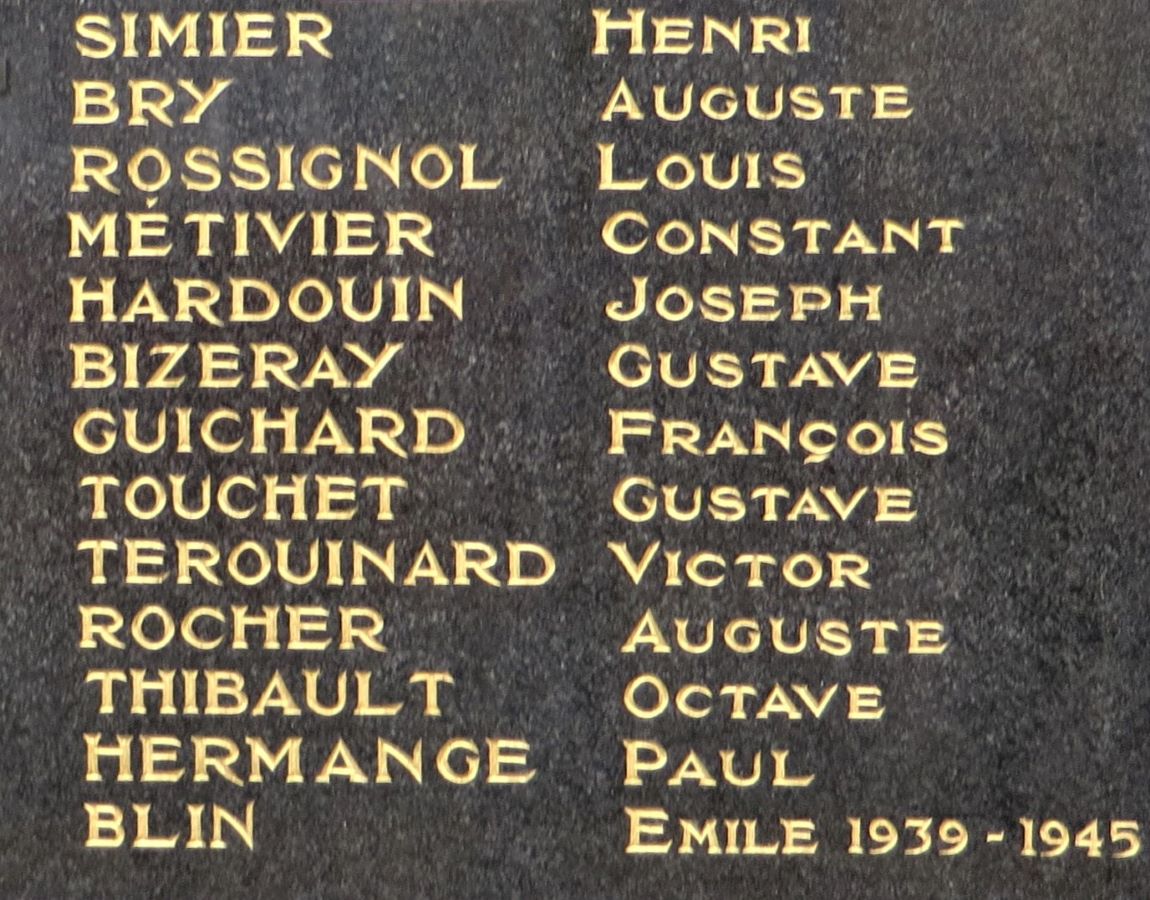 SIMIER HENRI
BRY AUGUSTE
ROSSIGNOL LOUIS
MÉTIVIER CONSTANT
HARDOUIN JOSEPH
BIZERAY GUSTAVE
GUICHARD FRANÇOIS
TOUCHET GUSTAVE
TEROUINARD VICTOR
ROCHER AUGUSTE
THIBAULT OCTAVE
HERMANGE PAUL
BLIN EMILE 1939-1945